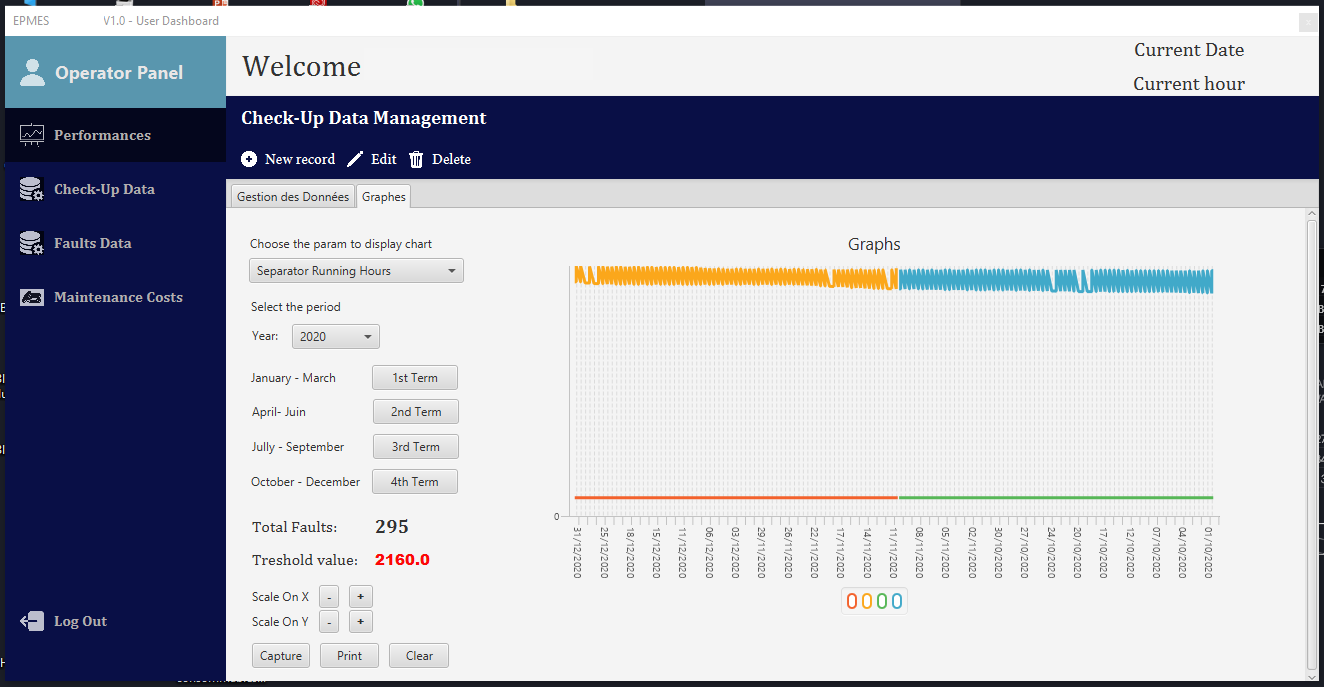 EPMES V1.0 - User Dashboard
Operator Panel
Performances
Check-Up Data
Faults Data
Maintenance Costs
Log Out
Welcome
Current Date
Current hour
Check-Up Data Management
New record Edit Delete
Gestion des Données Graphes
Choose the param to display chart
Separator Running Hours
Select the period
Year: 2020
January - March 1st Term
April- Juin 2nd Term
Jully - September 3rd Term
October - December 4th Term
Total Faults: 295
Treshold value: 2160.0
Scale On X - +
Scale On Y - +
Capture Print Clear
Graphs
0
31/12/2020
25/12/2020
18/12/2020
15/12/2020
11/12/2020
06/12/2020
03/12/2020
29/11/2020
26/11/2020
22/11/2020
17/11/2020
14/11/2020
11/11/2020
08/11/2020
05/11/2020
02/11/2020
30/10/2020
27/10/2020
24/10/2020
20/10/2020
17/10/2020
12/10/2020
07/10/2020
04/10/2020
01/10/2020